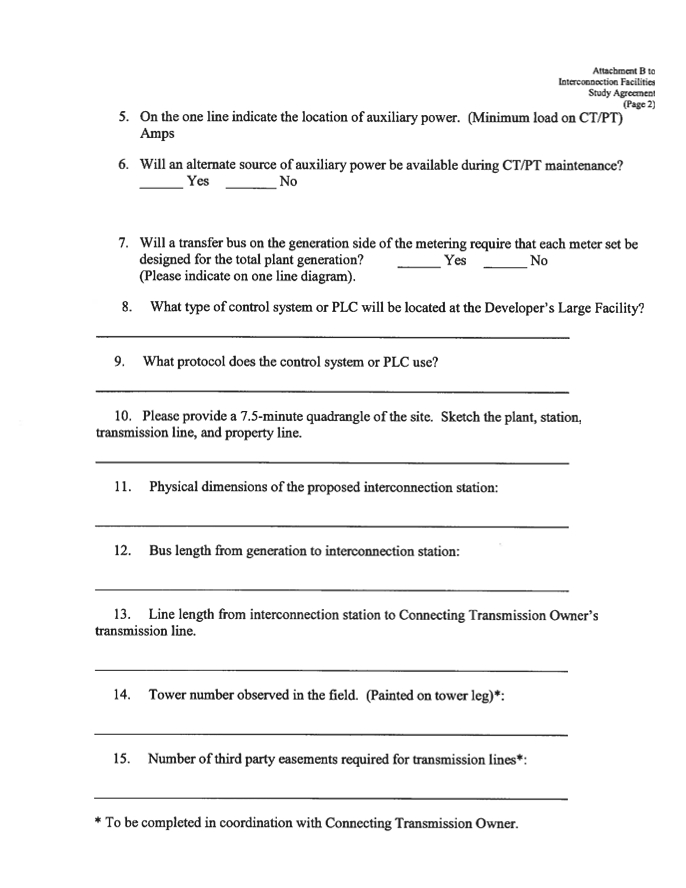 Attachment B to
Interconnection Facilities
Study Agreement
(Page 2)
5. On the one line indicate the location of auxiliary power. (Minimum load on CT/PT)
Amps
6. Will an alternate source of auxiliary power be available during CT/PT maintenance?
______ Yes _______ No
7. Will a transfer bus on the generation side of the metering require that each meter set be
designed for the total plant generation? ______ Yes ______ No
(Please indicate on one line diagram).
8. What type of control system or PLC will be located at the Developer's Large Facility?
9. What protocol does the control system or PLC use?
10. Please provide a 7.5-minute quadrangle of the site. Sketch the plant, station,
transmission line, and property line.
11. Physical dimensions of the proposed interconnection station:
12. Bus length from generation to interconnection station:
13. Line length from interconnection station to Connecting Transmission Owner's
transmission line.
14. Tower number observed in the field. (Painted on tower leg)*:
15. Number of third party easements required for transmission lines*:
* To be completed in coordination with Connecting Transmission Owner.